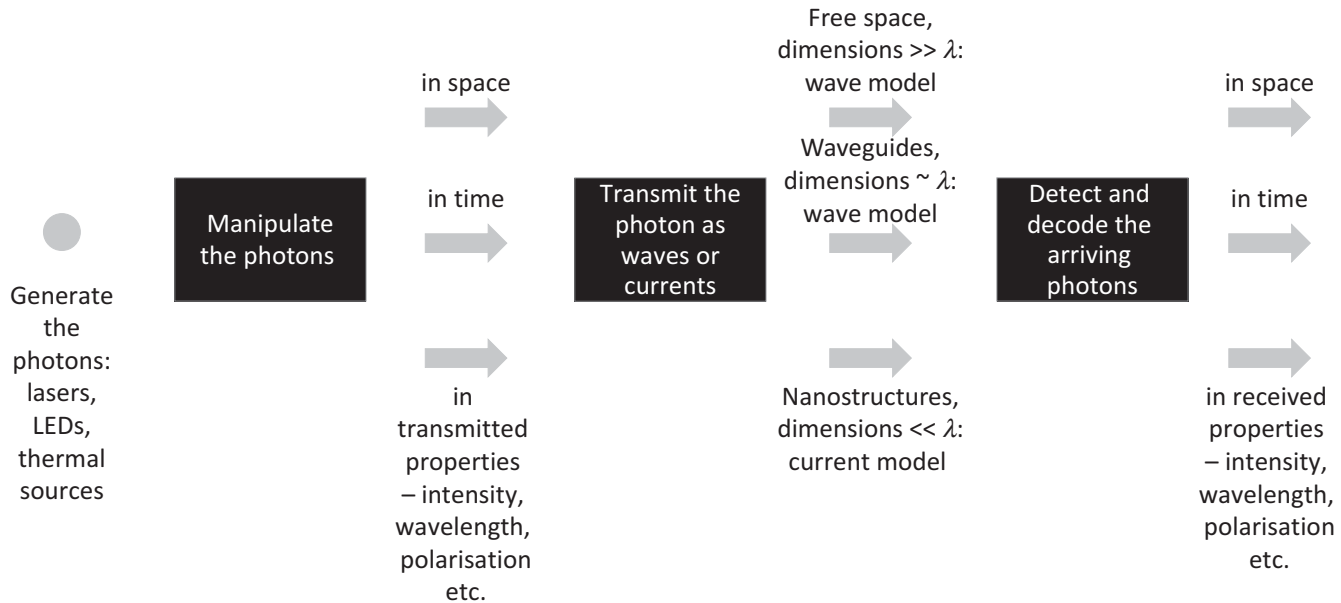 Generate
the
photons:
lasers,
LEDs,
thermal
sources
Manipulate
the photons
in space
in time
in
transmitted
properties
– intensity,
wavelength,
polarisation
etc.
Transmit the
photon as
waves or
currents
Free space,
dimensions >> λ:
wave model
Waveguides,
dimensions ~ λ:
wave model
Nanostructures,
dimensions << λ:
current model
Detect and
decode the
arriving
photons
in space
in time
in received
properties
– intensity,
wavelength,
polarisation
etc.